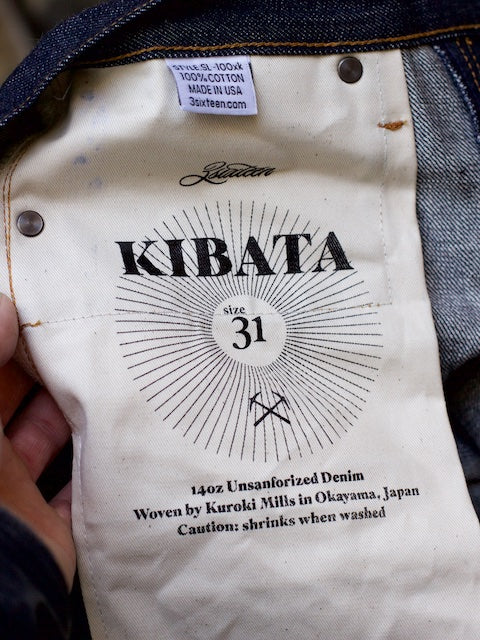 STYLE: SL-100xk
100% COTTON
MADE IN USA
3sixteen.com
3sixteen
KIBATA
size
31
14oz Unsanforized Denim
Woven by Kuroki Mills in Okayama, Japan
Caution: shrinks when washed